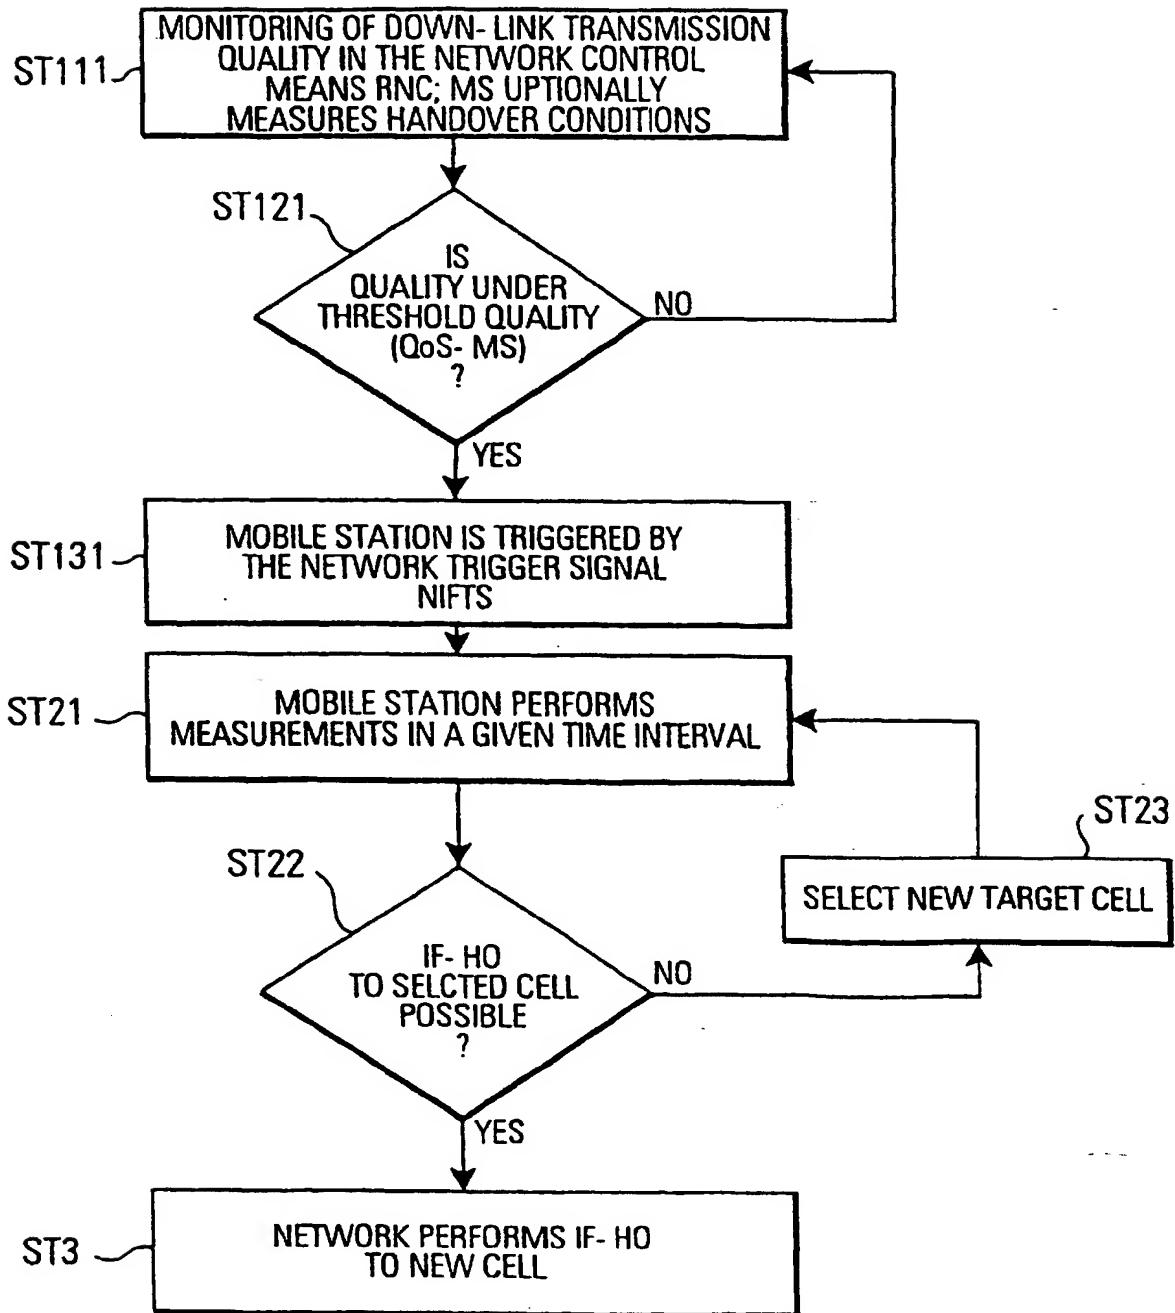 MONITORING OF DOWN- LINK TRANSMISSION
QUALITY IN THE NETWORK CONTROL
MEANS RNC; MS UPTIONALLY
MEASURES HANDOVER CONDITIONS
ST111
ST121
IS
QUALITY UNDER
THRESHOLD QUALITY
(QoS- MS)
?
NO
YES
ST131
MOBILE STATION IS TRIGGERED BY
THE NETWORK TRIGGER SIGNAL
NIFTS
ST21
MOBILE STATION PERFORMS
MEASUREMENTS IN A GIVEN TIME INTERVAL
ST23
SELECT NEW TARGET CELL
ST22
IF- HO
TO SELCTED CELL
POSSIBLE
?
NO
YES
ST3
NETWORK PERFORMS IF- HO
TO NEW CELL